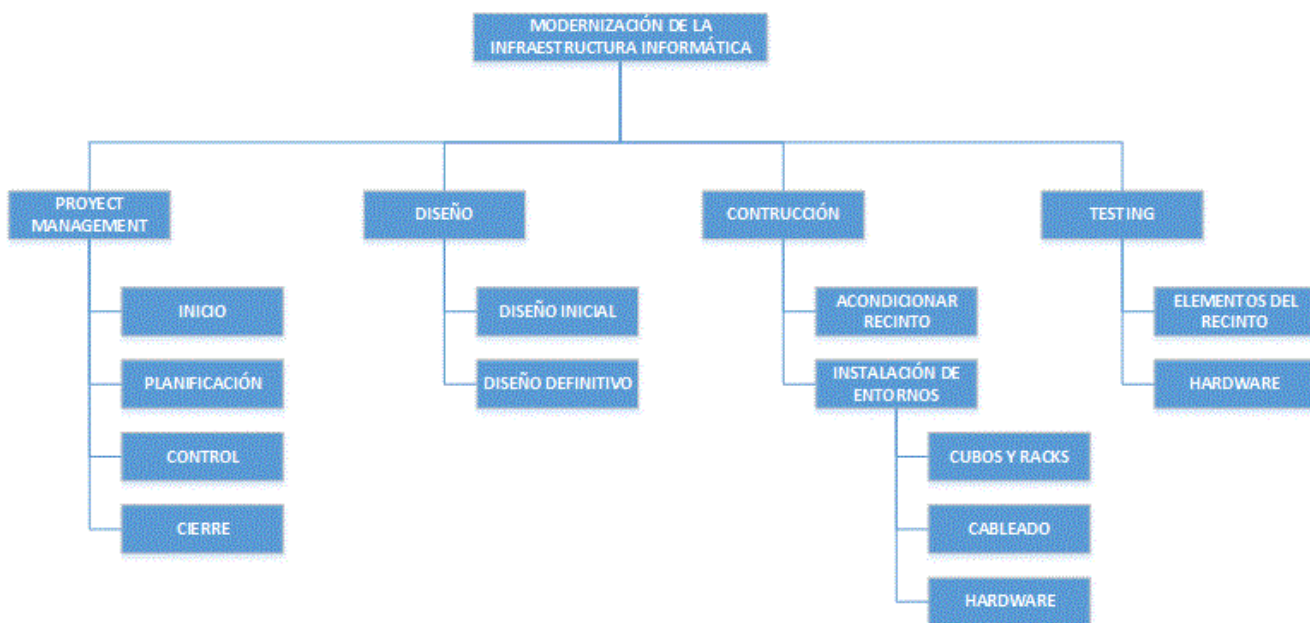 MODERNIZACIÓN DE LA
INFRAESTRUCTURA INFORMÁTICA
PROYECT
MANAGEMENT
DISEÑO
CONTRUCCIÓN
TESTING
INICIO
DISEÑO INICIAL
ACONDICIONAR
RECINTO
ELEMENTOS DEL
RECINTO
PLANIFICACIÓN
DISEÑO DEFINITIVO
INSTALACIÓN DE
ENTORNOS
HARDWARE
CONTROL
CUBOS Y RACKS
CIERRE
CABLEADO
HARDWARE